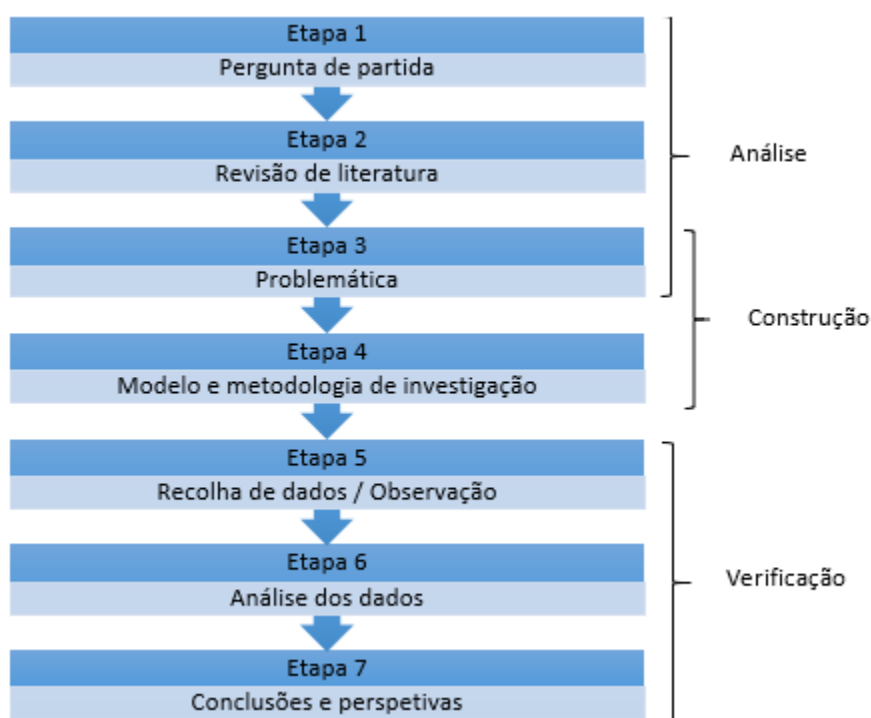 Etapa 1
Pergunta de partida
Etapa 2
Revisão de literatura
Análise
Etapa 3
Problemática
Construção
Etapa 4
Modelo e metodologia de investigação
Etapa 5
Recolha de dados / Observação
Etapa 6
Análise dos dados
Verificação
Etapa 7
Conclusões e perspetivas